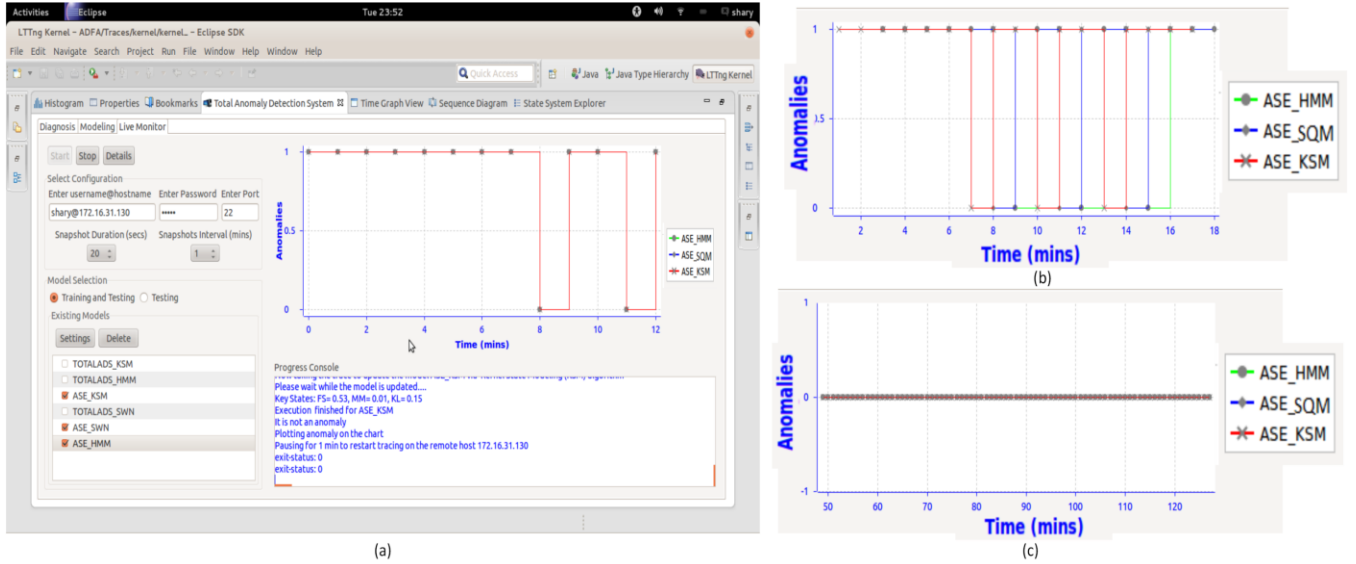 Activities Eclipse Tue 23:52 shary
LTTng Kernel – ADFA/Traces/kernel/kernel_ – Eclipse SDK
File Edit Navigate Search Project Run File Window Help Window Help
Quick Access Java Java Type Hierarchy LTTng Kernel
Histogram Properties Bookmarks Total Anomaly Detection System Time Graph View Sequence Diagram State System Explorer
Diagnosis Modeling Live Monitor
Start Stop Details
Select Configuration
Enter username@hostname Enter Password Enter Port
shary@172.16.31.130 ••••• 22
Snapshot Duration (secs) Snapshots Interval (mins)
20 1
Model Selection
Training and Testing Testing
Existing Models
Settings Delete
TOTALADS_KSM
TOTALADS_HMM
ASE_KSM
TOTALADS_SWN
ASE_SWN
ASE_HMM
Anomalies
1
0.5
0
0 2 4 6 8 10 12
Time (mins)
ASE_HMM
ASE_SQM
ASE_KSM
Progress Console
Please wait while the model is updated....
Key States: FS= 0.53, MM= 0.01, KL= 0.15
Execution finished for ASE_KSM
It is not an anomaly
Plotting anomaly on the chart
Pausing for 1 min to restart tracing on the remote host 172.16.31.130
exit-status: 0
exit-status: 0
(a)
Anomalies
1
).5
0
2 4 6 8 10 12 14 16 18
Time (mins)
ASE_HMM
ASE_SQM
ASE_KSM
(b)
Anomalies
1
0
-1
50 60 70 80 90 100 110 120
Time (mins)
ASE_HMM
ASE_SQM
ASE_KSM
(c)